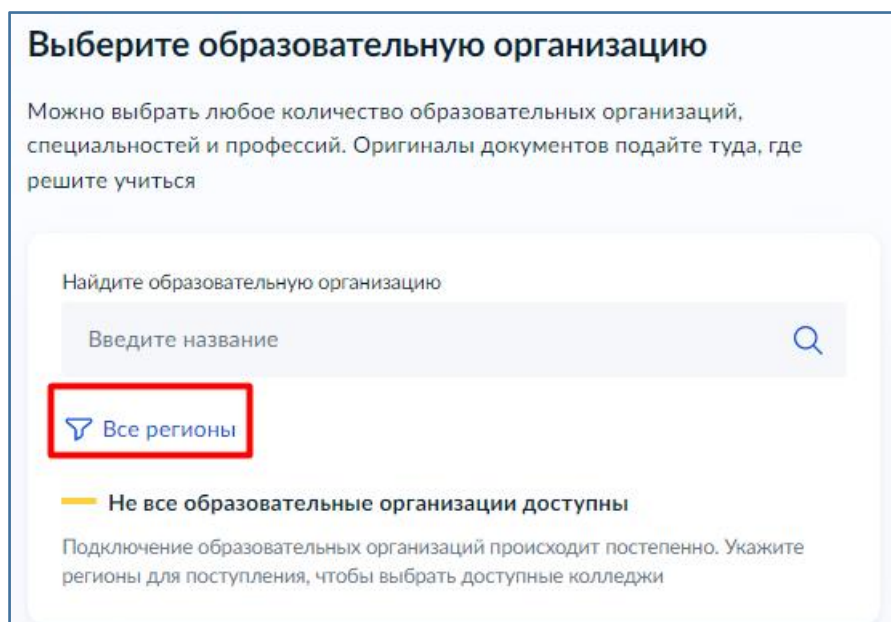 Выберите образовательную организацию
Можно выбрать любое количество образовательных организаций,
специальностей и профессий. Оригиналы документов подайте туда, где
решите учиться
Найдите образовательную организацию
Введите название
Все регионы
Не все образовательные организации доступны
Подключение образовательных организаций происходит постепенно. Укажите
регионы для поступления, чтобы выбрать доступные колледжи